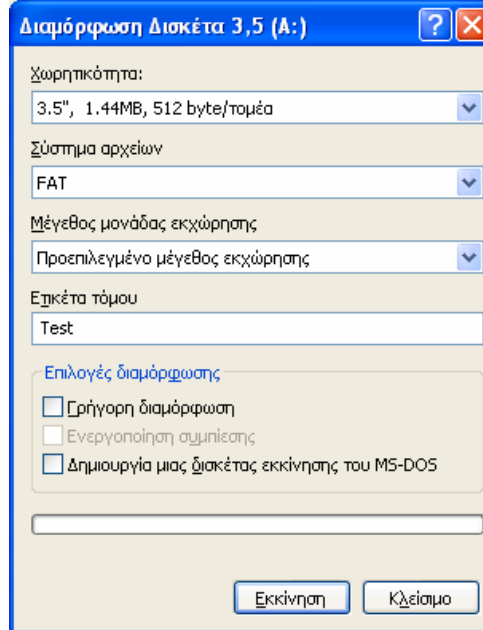 Διαμόρφωση Δισκέτα 3,5 (A:)
Χωρητικότητα:
3.5", 1.44MB, 512 byte/τομέα
Σύστημα αρχείων
FAT
Μέγεθος μονάδας εκχώρησης
Προεπιλεγμένο μέγεθος εκχώρησης
Ετικέτα τόμου
Test
Επιλογές διαμόρφωσης
Γρήγορη διαμόρφωση
Ενεργοποίηση συμπίεσης
Δημιουργία μιας δισκέτας εκκίνησης του MS-DOS
Εκκίνηση Κλείσιμο